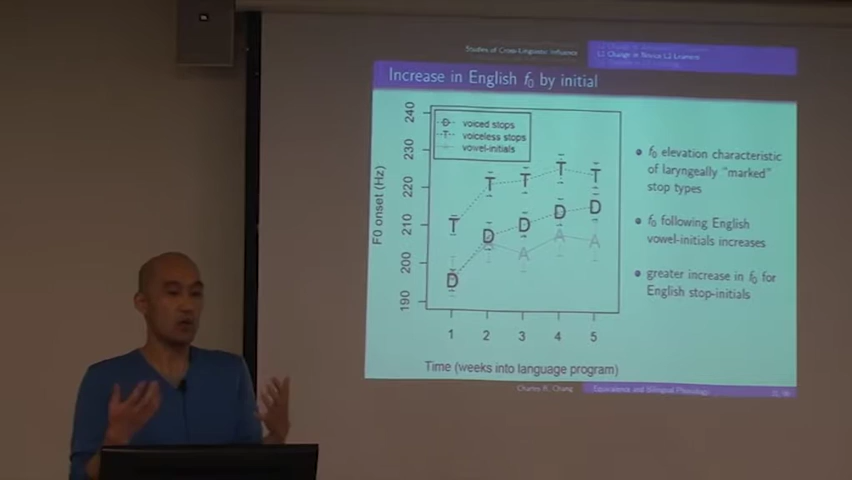 Studies of Cross-Linguistic Influence
L1 Change in Novice L2 Learners
Increase in English f0 by initial
240
230
220
210
200
190
F0 onset (Hz)
D voiced stops
T voiceless stops
A vowel-initials
T T T T T
D D D D D
A A A A
1 2 3 4 5
Time (weeks into language program)
f0 elevation characteristic
of laryngeally "marked"
stop types
f0 following English
vowel-initials increases
greater increase in f0 for
English stop-initials
Charles B. Chang
Equivalence and Bilingual Phonology